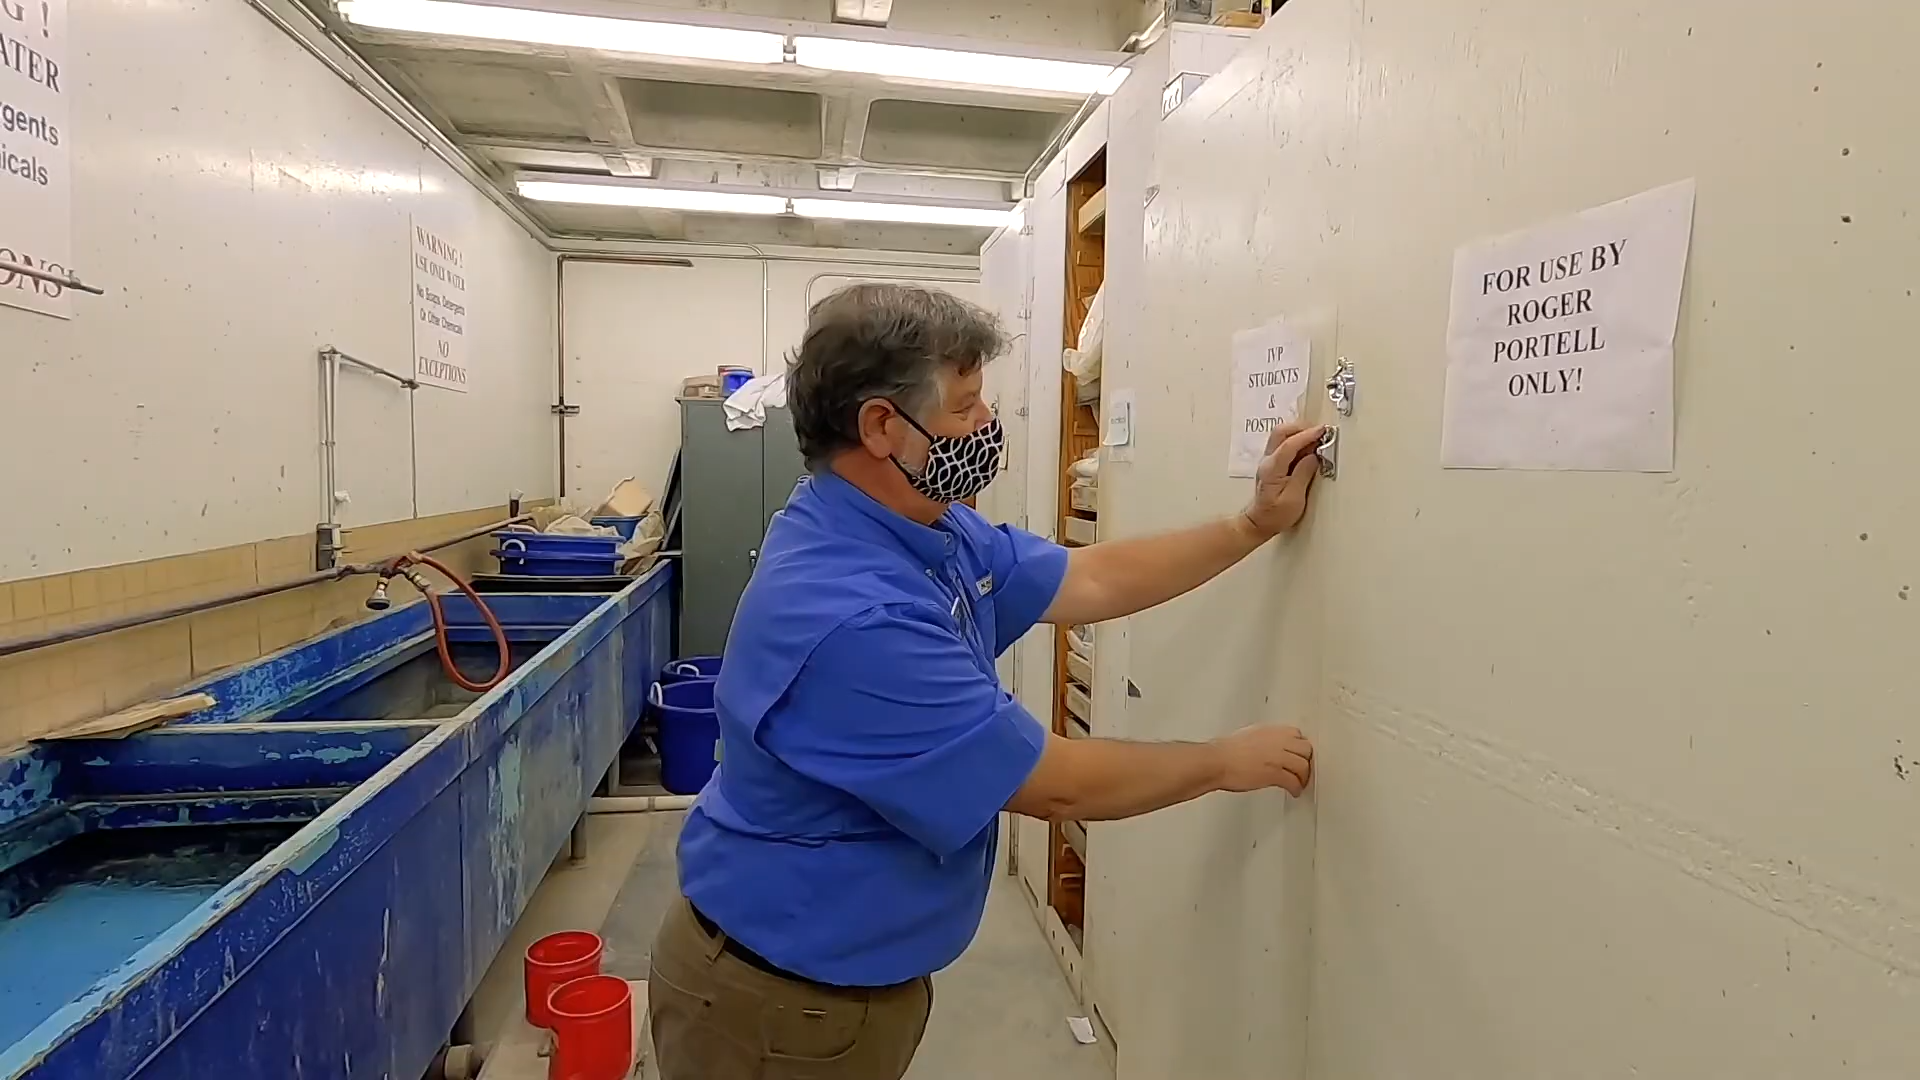 G !
ATER
rgents
icals
ONS
WARNING !
USE ONLY WATER
No Soaps, Detergents
Or Other Chemicals
NO
EXCEPTIONS
IVP
STUDENTS
&
FOR USE BY
ROGER
PORTELL
ONLY!